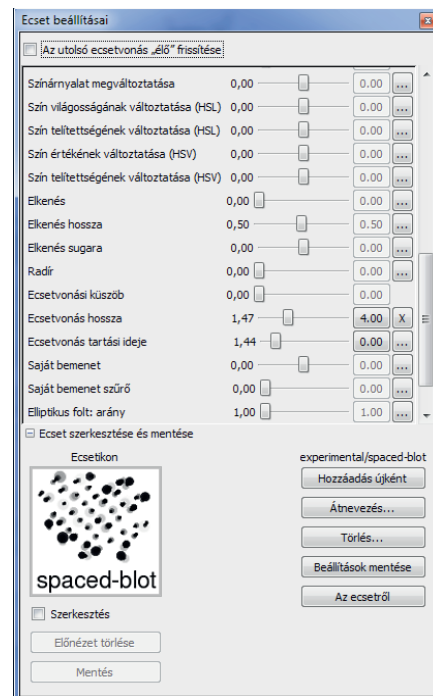 Ecset beállításai
Az utolsó ecsetvonás „élő” frissítése
Színárnyalat megváltoztatása 0,00 0.00 ...
Szín világosságának változtatása (HSL) 0,00 0.00 ...
Szín telítettségének változtatása (HSL) 0,00 0.00 ...
Szín értékének változtatása (HSV) 0,00 0.00 ...
Szín telítettségének változtatása (HSV) 0,00 0.00 ...
Elkenés 0,00 0.00 ...
Elkenés hossza 0,50 0.50 ...
Elkenés sugara 0,00 0.00 ...
Radír 0,00 0.00 ...
Ecsetvonási küszöb 0,00 0.00
Ecsetvonás hossza 1,47 4.00 X
Ecsetvonás tartási ideje 1,44 0.00 ...
Saját bemenet 0,00 0.00 ...
Saját bemenet szűrő 0,00 0.00 ...
Elliptikus folt: arány 1,00 1.00 ...
Ecset szerkesztése és mentése
Ecsetikon
spaced-blot
Szerkesztés
Előnézet törlése
Mentés
experimental/spaced-blot
Hozzáadás újként
Átnevezés...
Törlés...
Beállítások mentése
Az ecsetről